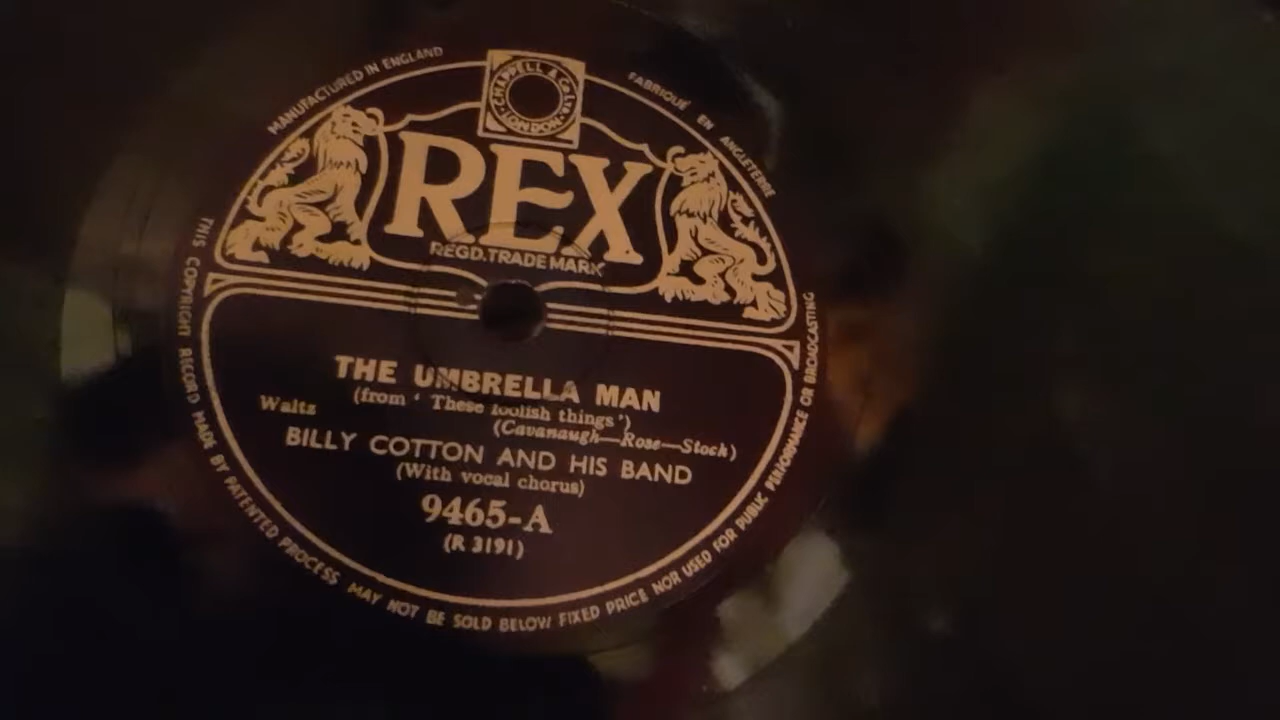 MANUFACTURED IN ENGLAND
FABRIQUÉ EN ANGLETERRE
CHAPPELL & Co LTD.
LONDON
REX
REGD. TRADE MARK
THE UMBRELLA MAN
(from ‘ These foolish things ’)
Waltz
(Cavanaugh—Rose—Stock)
BILLY COTTON AND HIS BAND
(With vocal chorus)
9465-A
(R 3191)
THIS COPYRIGHT RECORD MADE BY PATENTED PROCESS MAY NOT BE SOLD BELOW FIXED PRICE NOR USED FOR PUBLIC PERFORMANCE OR BROADCASTING